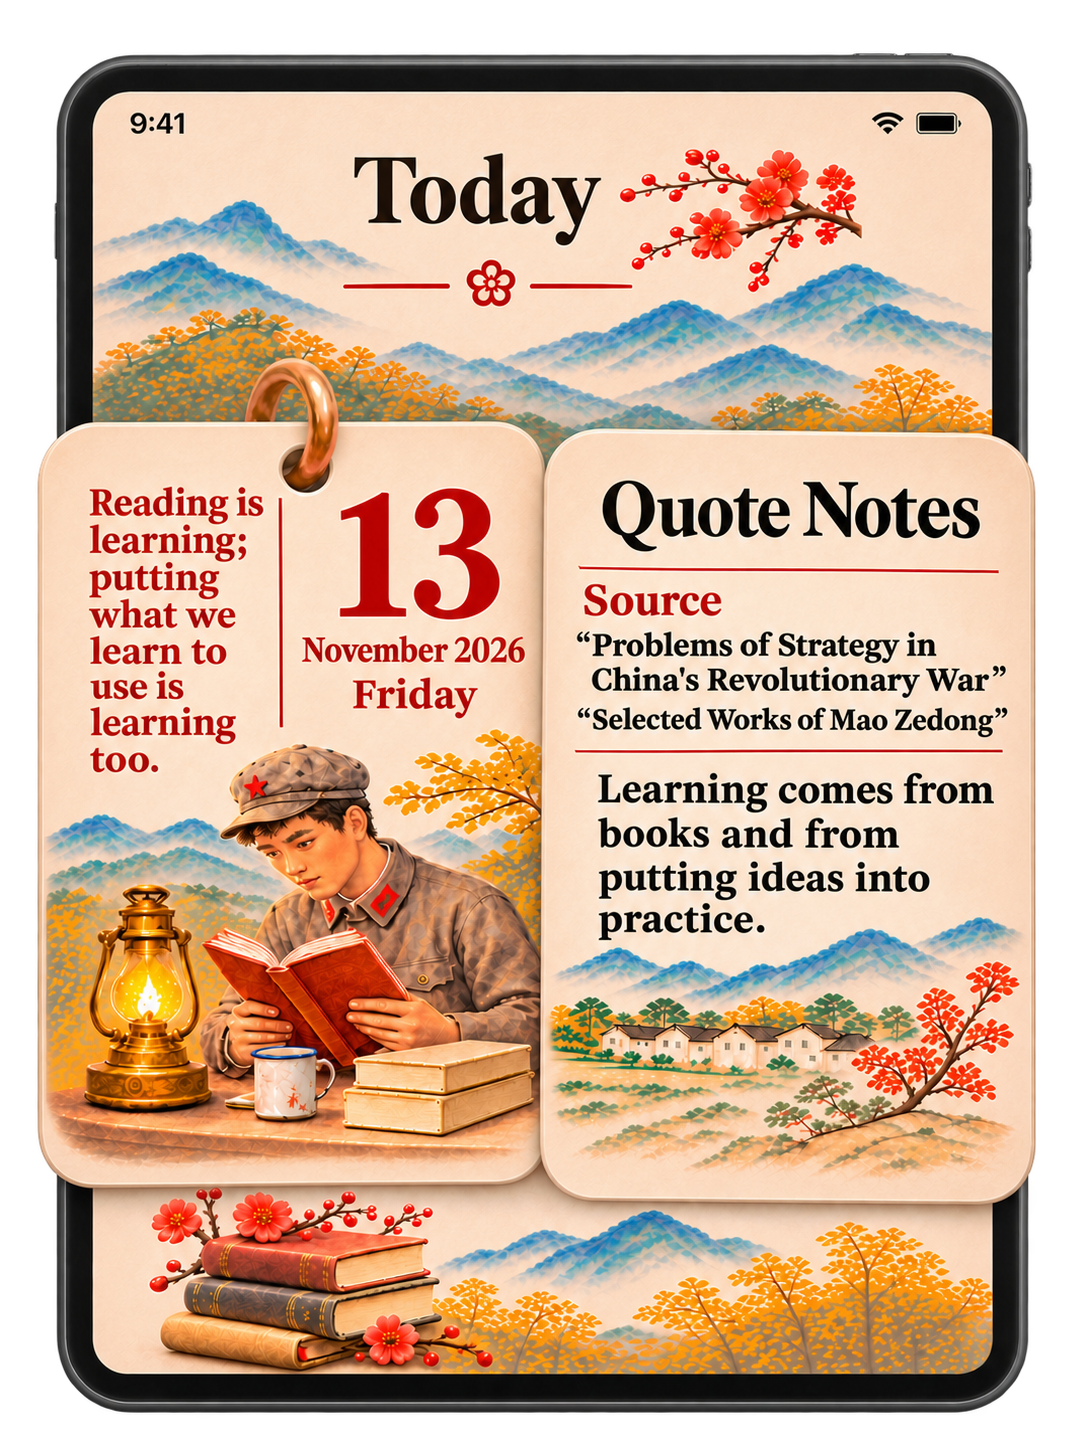 9:41
Today
Reading is
learning;
putting
what we
learn to
use is
learning
too.
13
November 2026
Friday
Quote Notes
Source
“Problems of Strategy in
China's Revolutionary War”
“Selected Works of Mao Zedong”
Learning comes from
books and from
putting ideas into
practice.